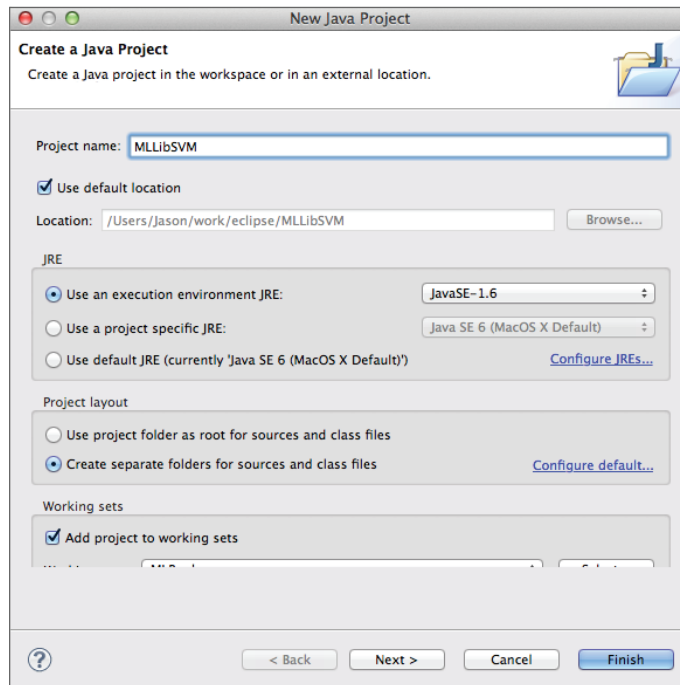 New Java Project
Create a Java Project
Create a Java project in the workspace or in an external location.
Project name: MLLibSVM
Use default location
Location: /Users/Jason/work/eclipse/MLLibSVM Browse...
JRE
Use an execution environment JRE: JavaSE-1.6
Use a project specific JRE: Java SE 6 (MacOS X Default)
Use default JRE (currently 'Java SE 6 (MacOS X Default)') Configure JREs...
Project layout
Use project folder as root for sources and class files
Create separate folders for sources and class files Configure default...
Working sets
Add project to working sets
? < Back Next > Cancel Finish